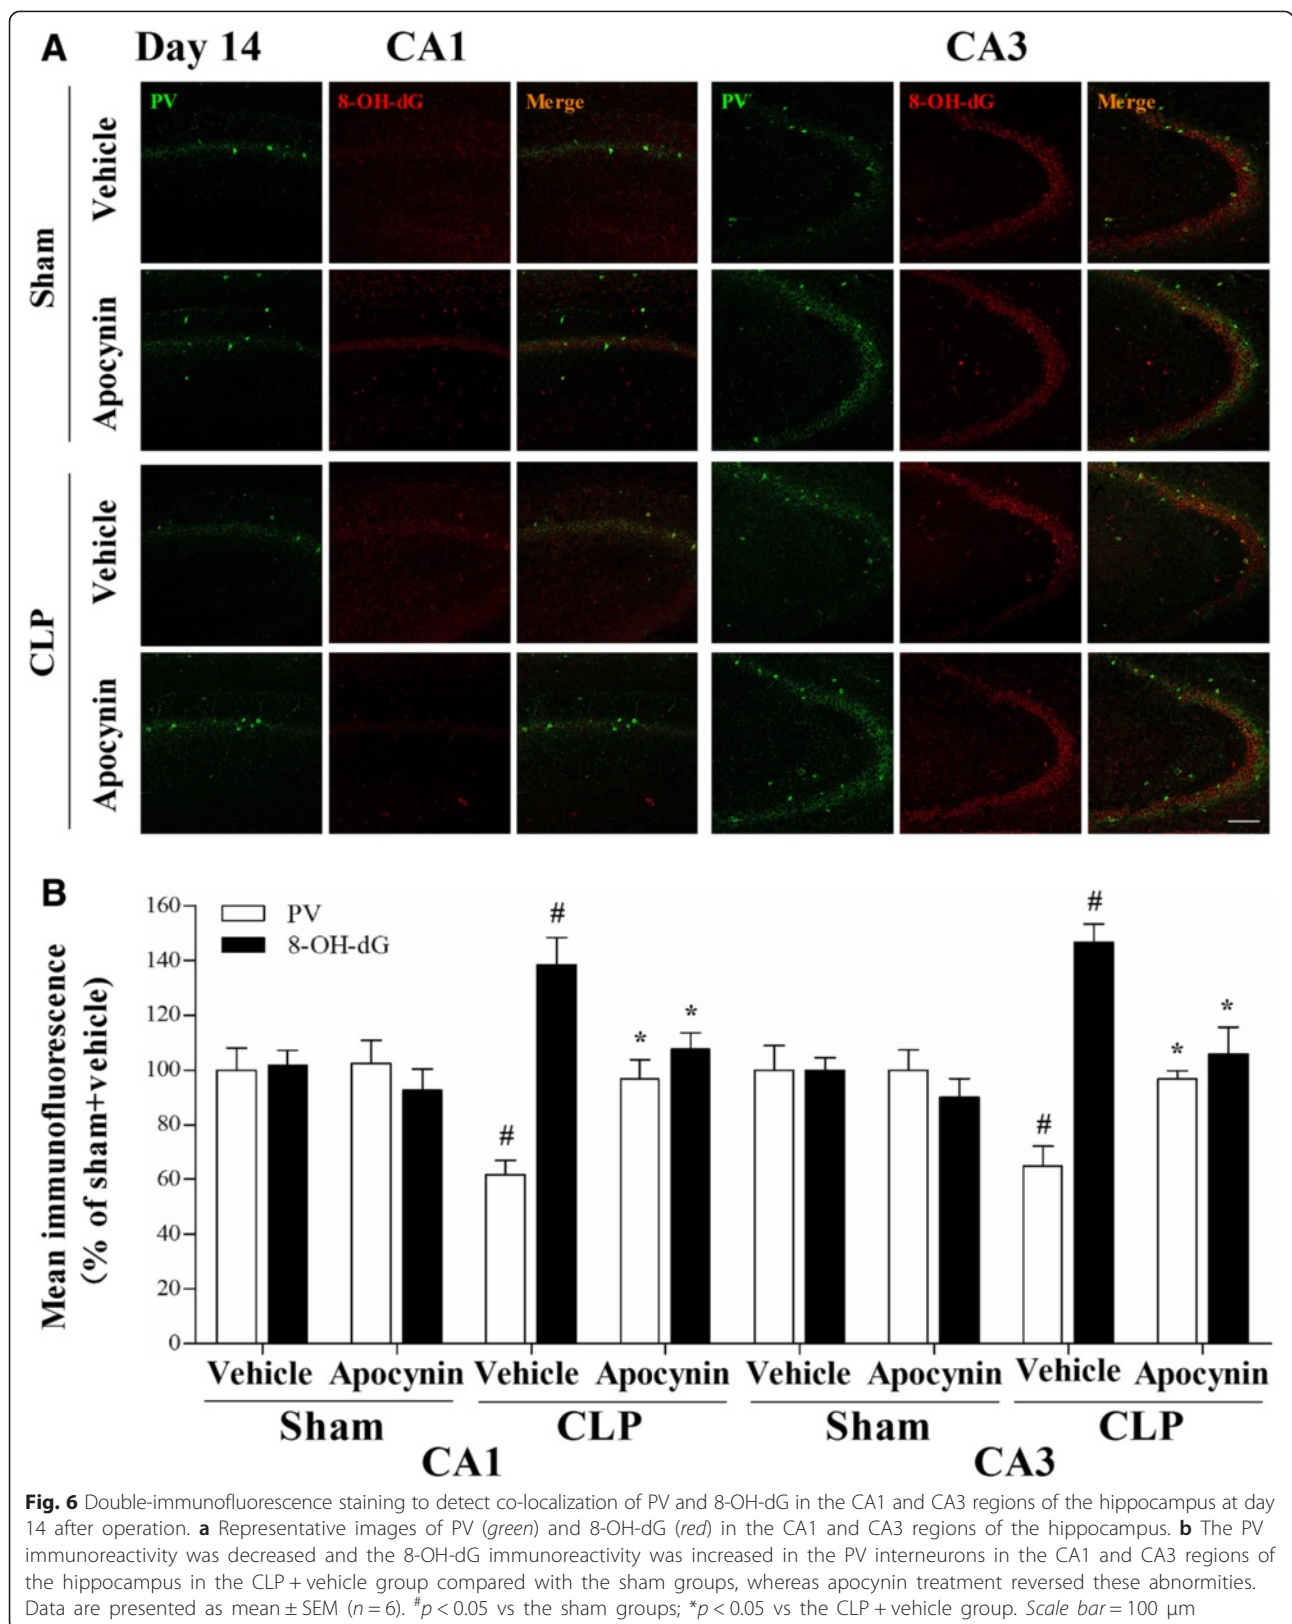 A Day 14 CA1 CA3
PV 8-OH-dG Merge PV 8-OH-dG Merge
Sham
Vehicle
Apocynin
CLP
Vehicle
Apocynin
B
Mean immunofluorescence
(% of sham+vehicle)
160
140
120
100
80
60
40
20
0
PV
8-OH-dG
# # * * # # * *
Vehicle Apocynin Vehicle Apocynin Vehicle Apocynin Vehicle Apocynin
Sham CLP Sham CLP
CA1 CA3
Fig. 6 Double-immunofluorescence staining to detect co-localization of PV and 8-OH-dG in the CA1 and CA3 regions of the hippocampus at day
14 after operation. a Representative images of PV (green) and 8-OH-dG (red) in the CA1 and CA3 regions of the hippocampus. b The PV
immunoreactivity was decreased and the 8-OH-dG immunoreactivity was increased in the PV interneurons in the CA1 and CA3 regions of
the hippocampus in the CLP + vehicle group compared with the sham groups, whereas apocynin treatment reversed these abnormities.
Data are presented as mean ± SEM (n = 6). #p < 0.05 vs the sham groups; *p < 0.05 vs the CLP + vehicle group. Scale bar = 100 μm